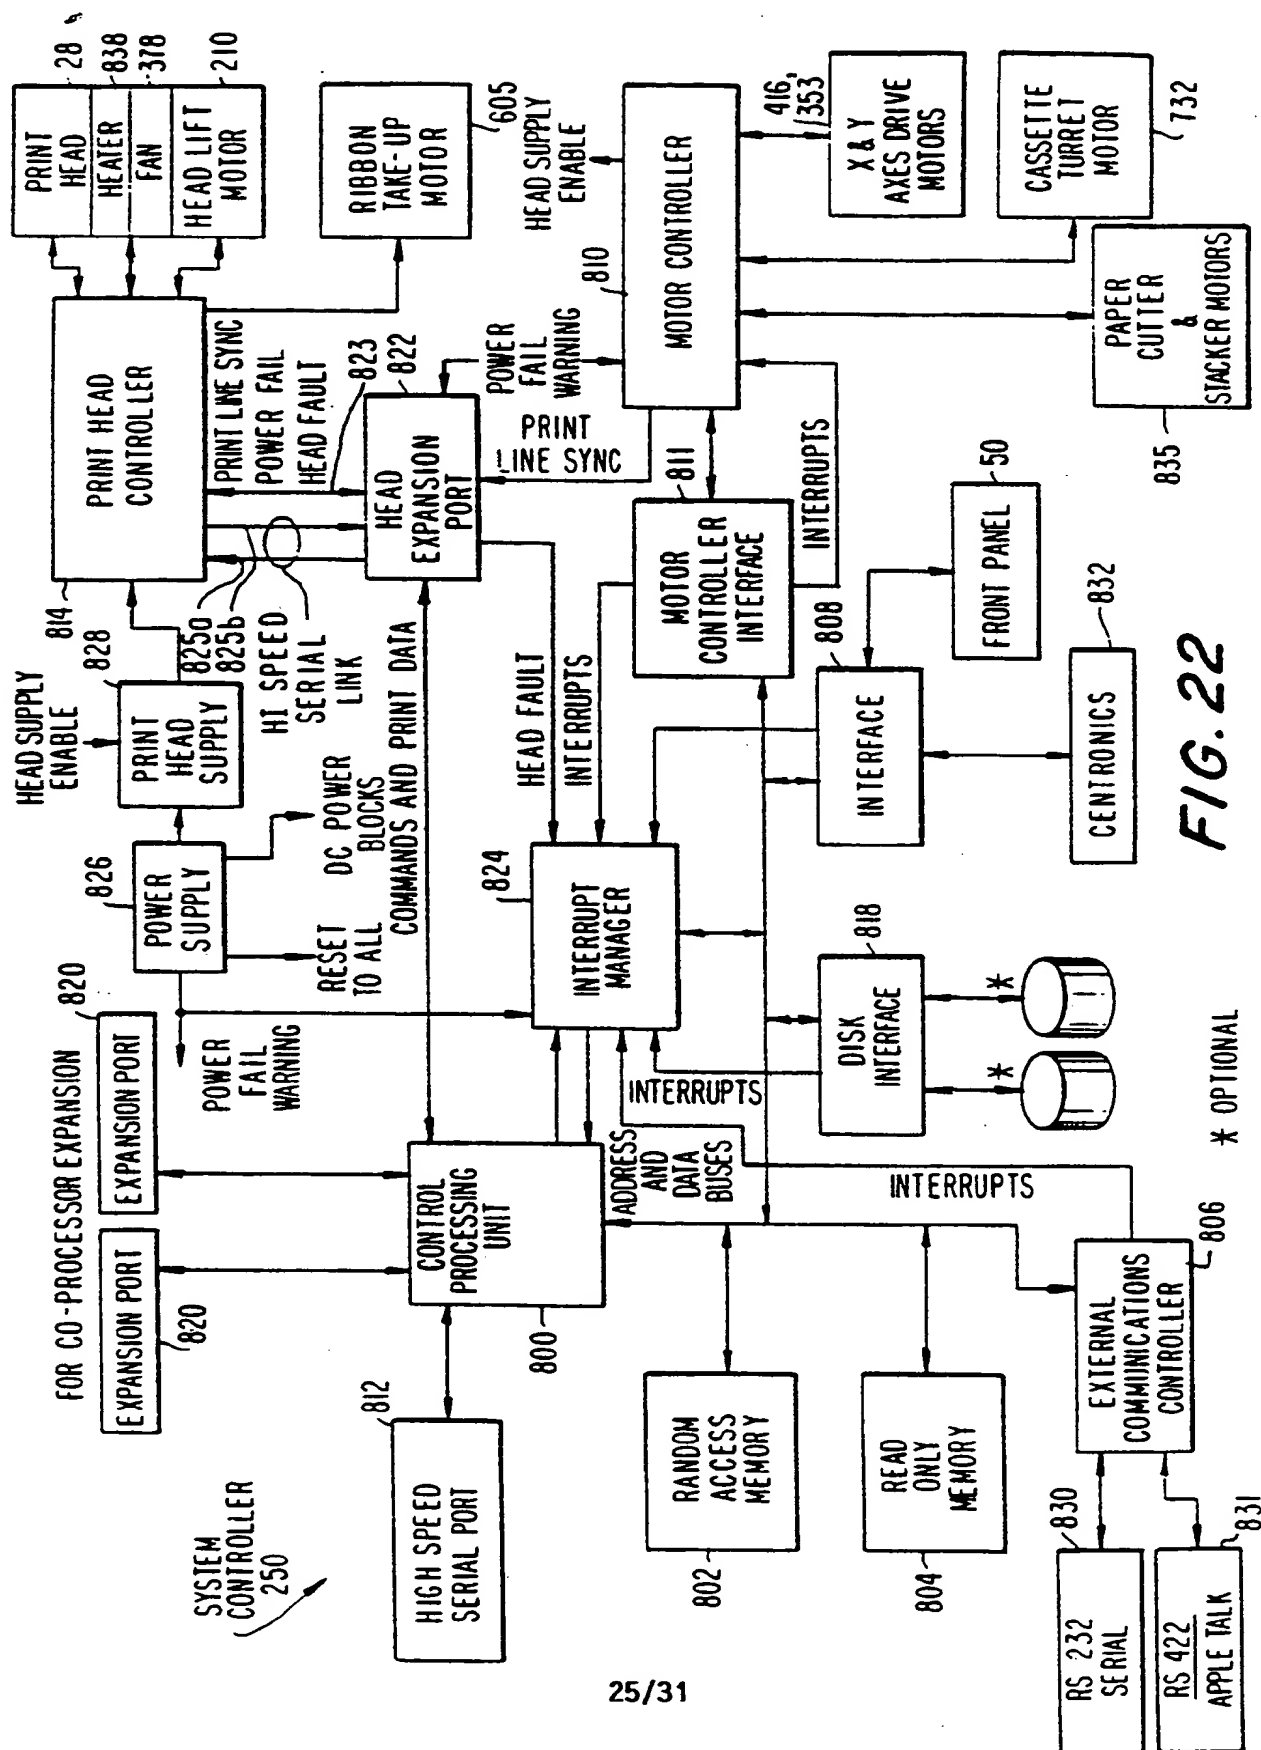 SYSTEM
CONTROLLER
250
FOR CO-PROCESSOR EXPANSION
EXPANSION PORT
820
EXPANSION PORT
820
812
HIGH SPEED
SERIAL PORT
CONTROL
PROCESSING
UNIT
800
POWER
FAIL
WARNING
826
POWER
SUPPLY
RESET
TO ALL
DC POWER
BLOCKS
HEAD SUPPLY
ENABLE
828
PRINT
HEAD
SUPPLY
814
PRINT HEAD
CONTROLLER
825a
825b
HI SPEED
SERIAL
LINK
PRINT LINE SYNC
POWER FAIL
HEAD FAULT
823
PRINT
HEAD
28
HEATER
838
FAN
378
HEAD LIFT
MOTOR
210
RIBBON
TAKE-UP
MOTOR
605
COMMANDS AND PRINT DATA
HEAD
EXPANSION
PORT
822
POWER
FAIL
WARNING
PRINT
LINE SYNC
HEAD FAULT
INTERRUPTS
824
INTERRUPT
MANAGER
INTERRUPTS
ADDRESS
AND
DATA
BUSES
INTERRUPTS
802
RANDOM
ACCESS
MEMORY
804
READ
ONLY
MEMORY
MOTOR
CONTROLLER
INTERFACE
811
INTERRUPTS
810
MOTOR CONTROLLER
HEAD SUPPLY
ENABLE
416,
353
X & Y
AXES DRIVE
MOTORS
CASSETTE
TURRET
MOTOR
732
PAPER
CUTTER
&
STACKER MOTORS
835
808
INTERFACE
FRONT PANEL
50
CENTRONICS
832
DISK
INTERFACE
818
*
*
* OPTIONAL
EXTERNAL
COMMUNICATIONS
CONTROLLER
806
RS 232
SERIAL
830
RS 422
APPLE TALK
831
FIG. 22
25/31